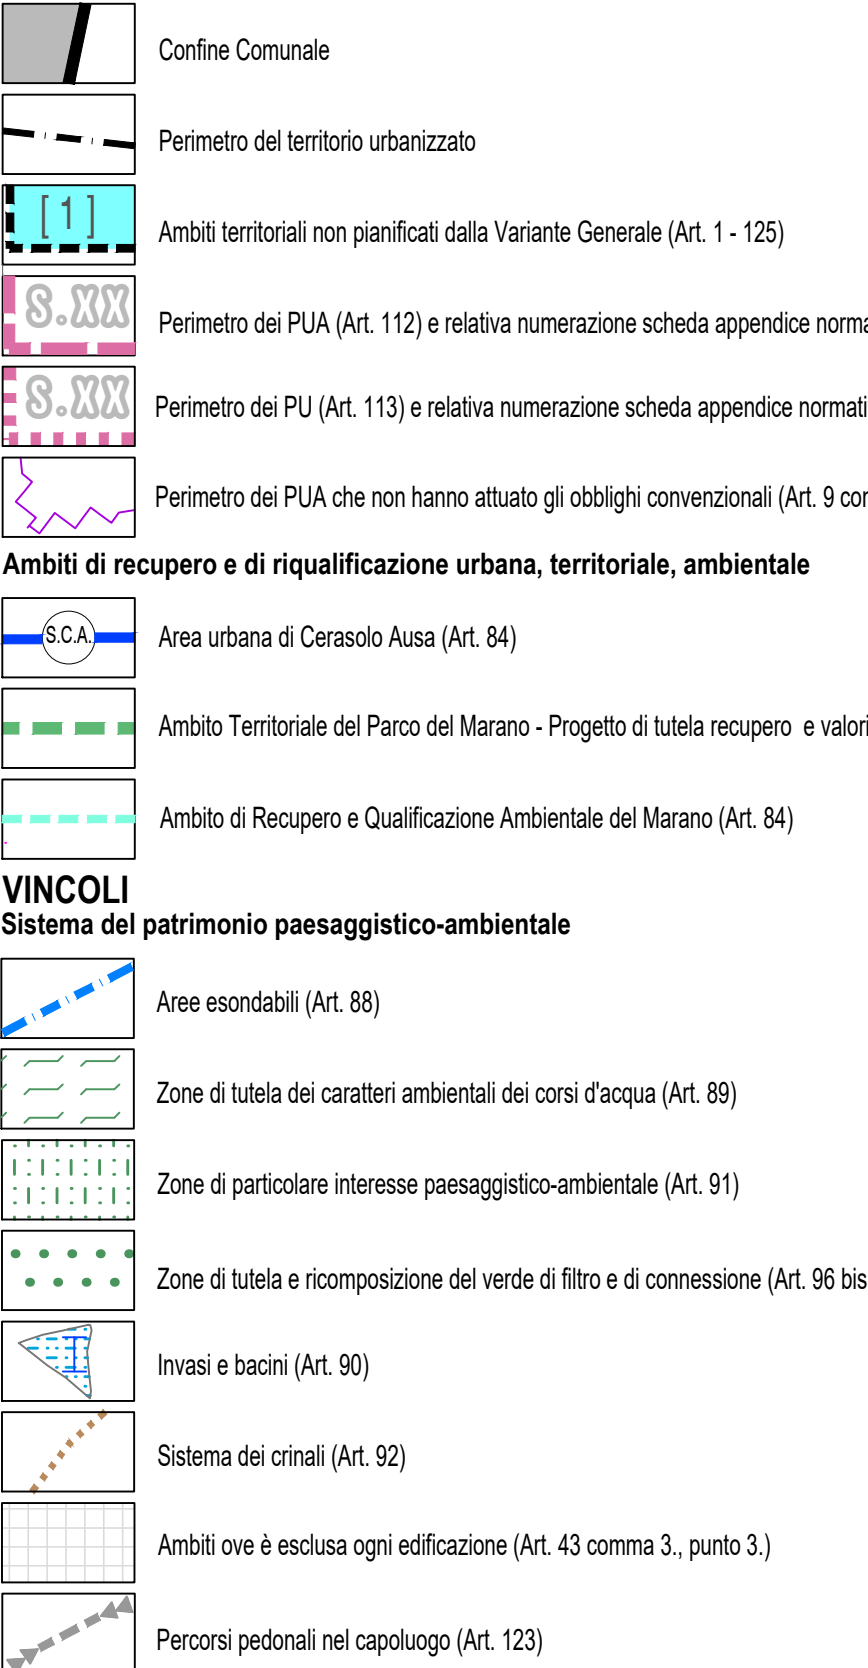 Confine Comunale
Perimetro del territorio urbanizzato
[ 1 ]
Ambiti territoriali non pianificati dalla Variante Generale (Art. 1 - 125)
S.XX
Perimetro dei PUA (Art. 112) e relativa numerazione scheda appendice norma
S.XX
Perimetro dei PU (Art. 113) e relativa numerazione scheda appendice normati
Perimetro dei PUA che non hanno attuato gli obblighi convenzionali (Art. 9 com
Ambiti di recupero e di riqualificazione urbana, territoriale, ambientale
S.C.A.
Area urbana di Cerasolo Ausa (Art. 84)
Ambito Territoriale del Parco del Marano - Progetto di tutela recupero e valori
Ambito di Recupero e Qualificazione Ambientale del Marano (Art. 84)
VINCOLI
Sistema del patrimonio paesaggistico-ambientale
Aree esondabili (Art. 88)
Zone di tutela dei caratteri ambientali dei corsi d'acqua (Art. 89)
Zone di particolare interesse paesaggistico-ambientale (Art. 91)
Zone di tutela e ricomposizione del verde di filtro e di connessione (Art. 96 bis
I
Invasi e bacini (Art. 90)
Sistema dei crinali (Art. 92)
Ambiti ove è esclusa ogni edificazione (Art. 43 comma 3., punto 3.)
Percorsi pedonali nel capoluogo (Art. 123)